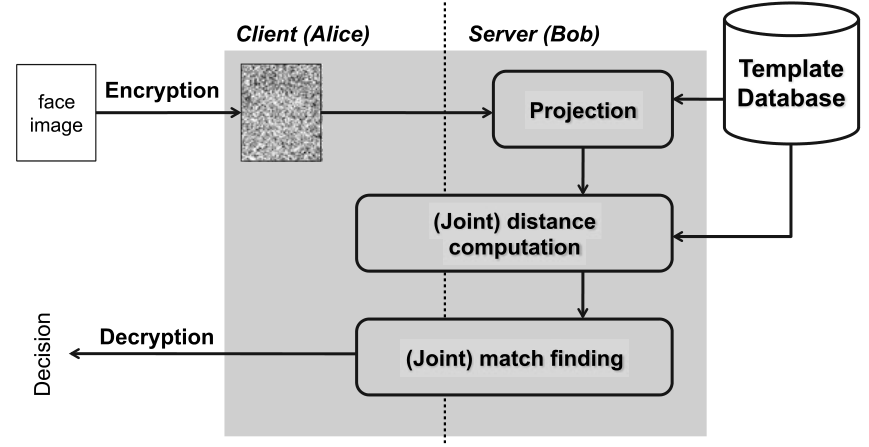 Client (Alice)
Server (Bob)
face
image
Encryption
Projection
Template
Database
(Joint) distance
computation
(Joint) match finding
Decryption
Decision